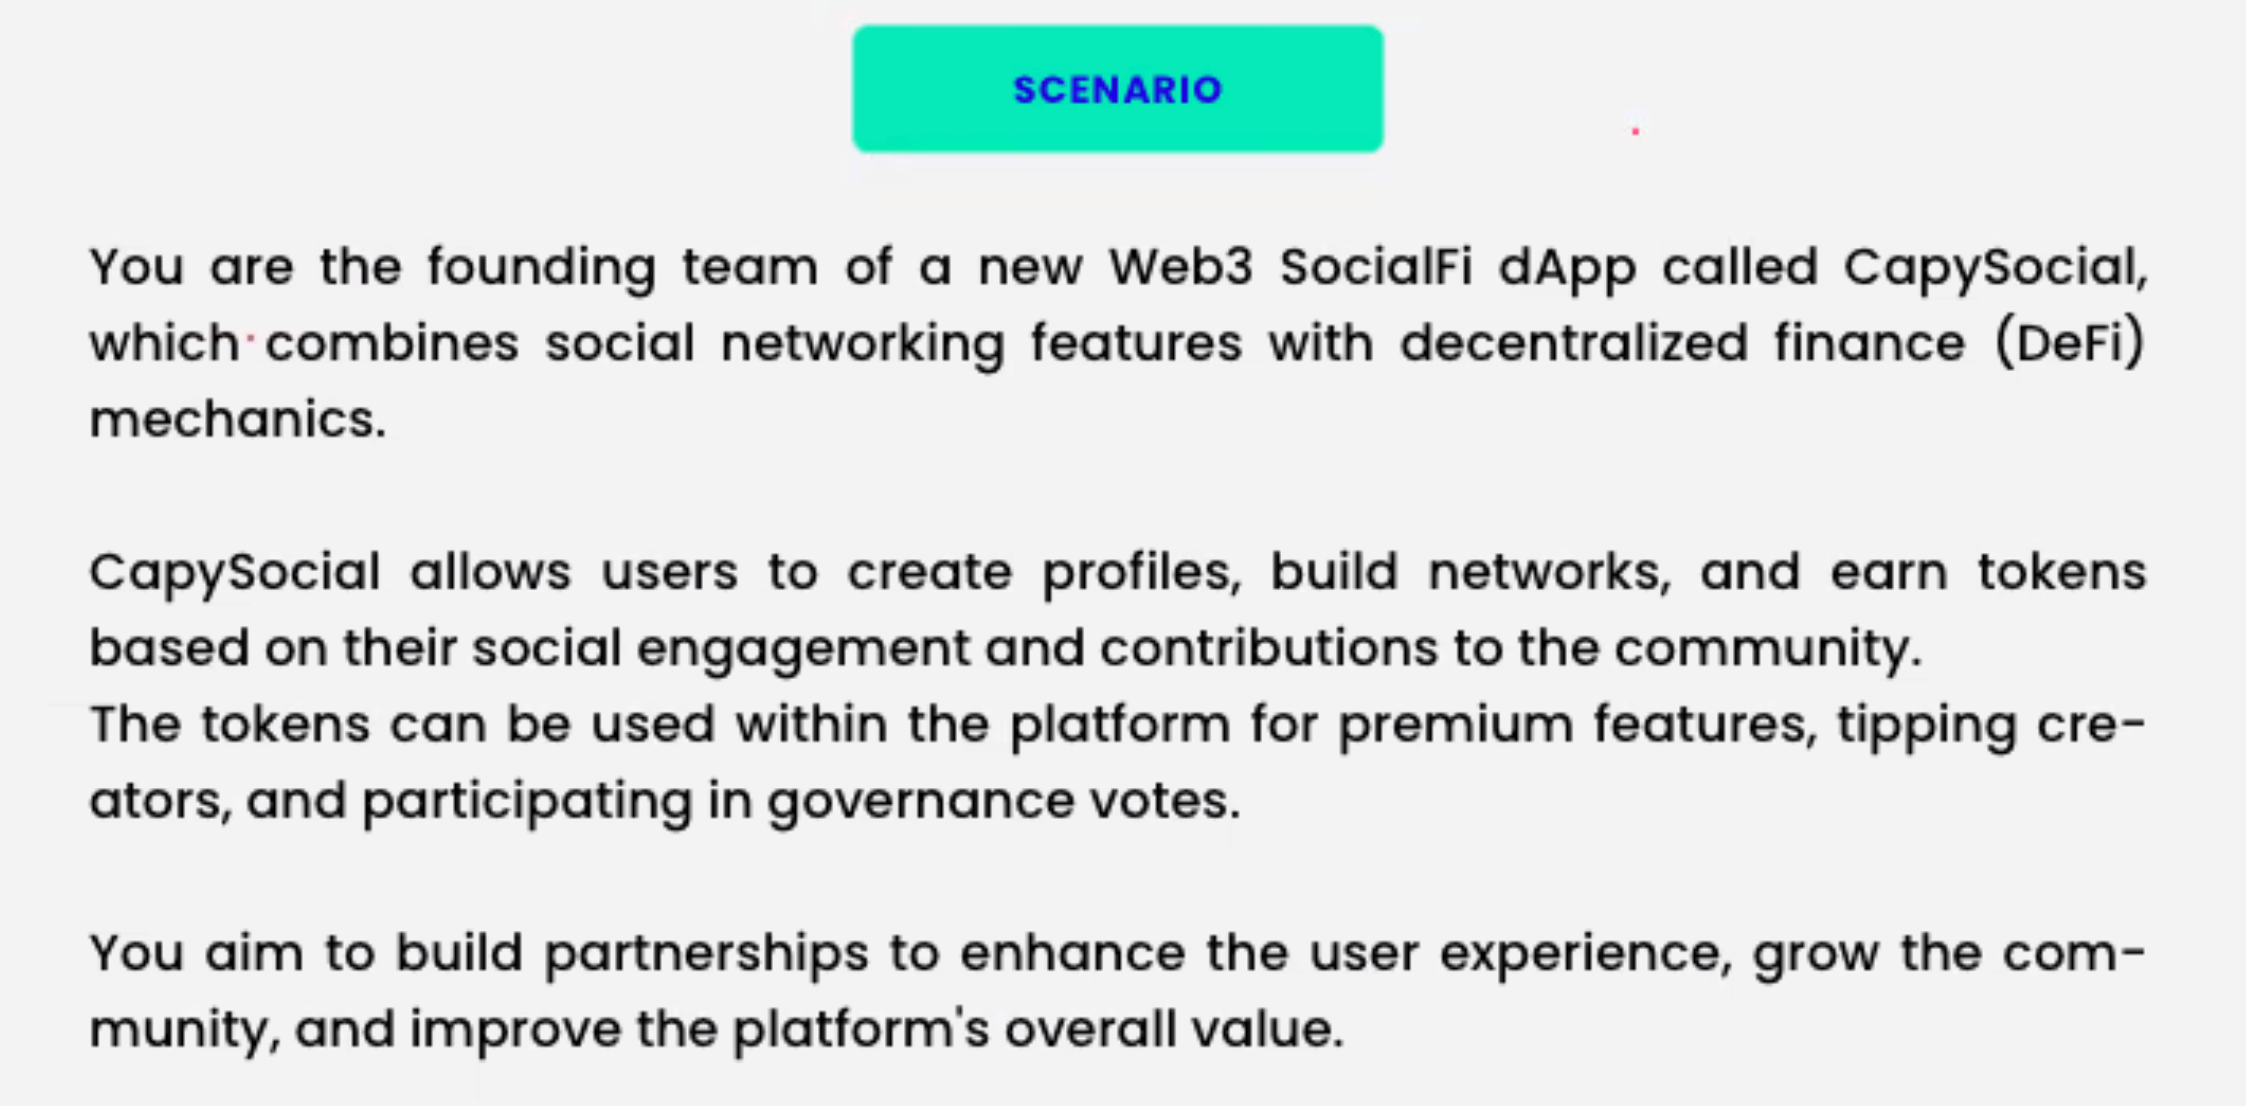 SCENARIO
You are the founding team of a new Web3 SocialFi dApp called CapySocial,
which combines social networking features with decentralized finance (DeFi)
mechanics.
CapySocial allows users to create profiles, build networks, and earn tokens
based on their social engagement and contributions to the community.
The tokens can be used within the platform for premium features, tipping cre-
ators, and participating in governance votes.
You aim to build partnerships to enhance the user experience, grow the com-
munity, and improve the platform's overall value.